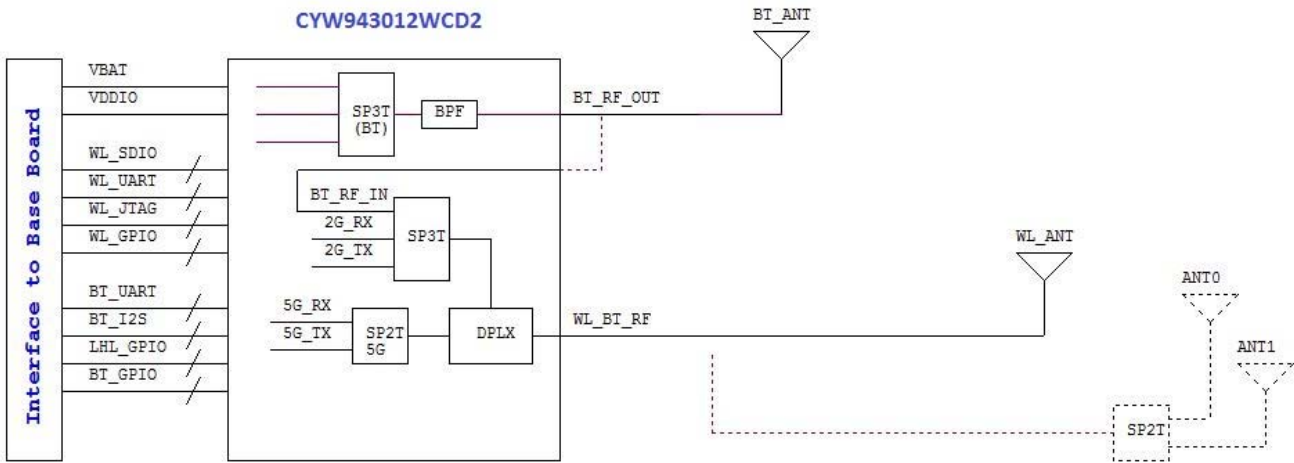 CYW943012WCD2
BT_ANT
Interface to Base Board
VBAT
VDDIO
WL_SDIO
WL_UART
WL_JTAG
WL_GPIO
BT_UART
BT_I2S
LHL_GPIO
BT_GPIO
SP3T
(BT)
BPF
BT_RF_OUT
BT_RF_IN
2G_RX
2G_TX
SP3T
5G_RX
5G_TX
SP2T
5G
DPLX
WL_BT_RF
WL_ANT
ANT0
ANT1
SP2T